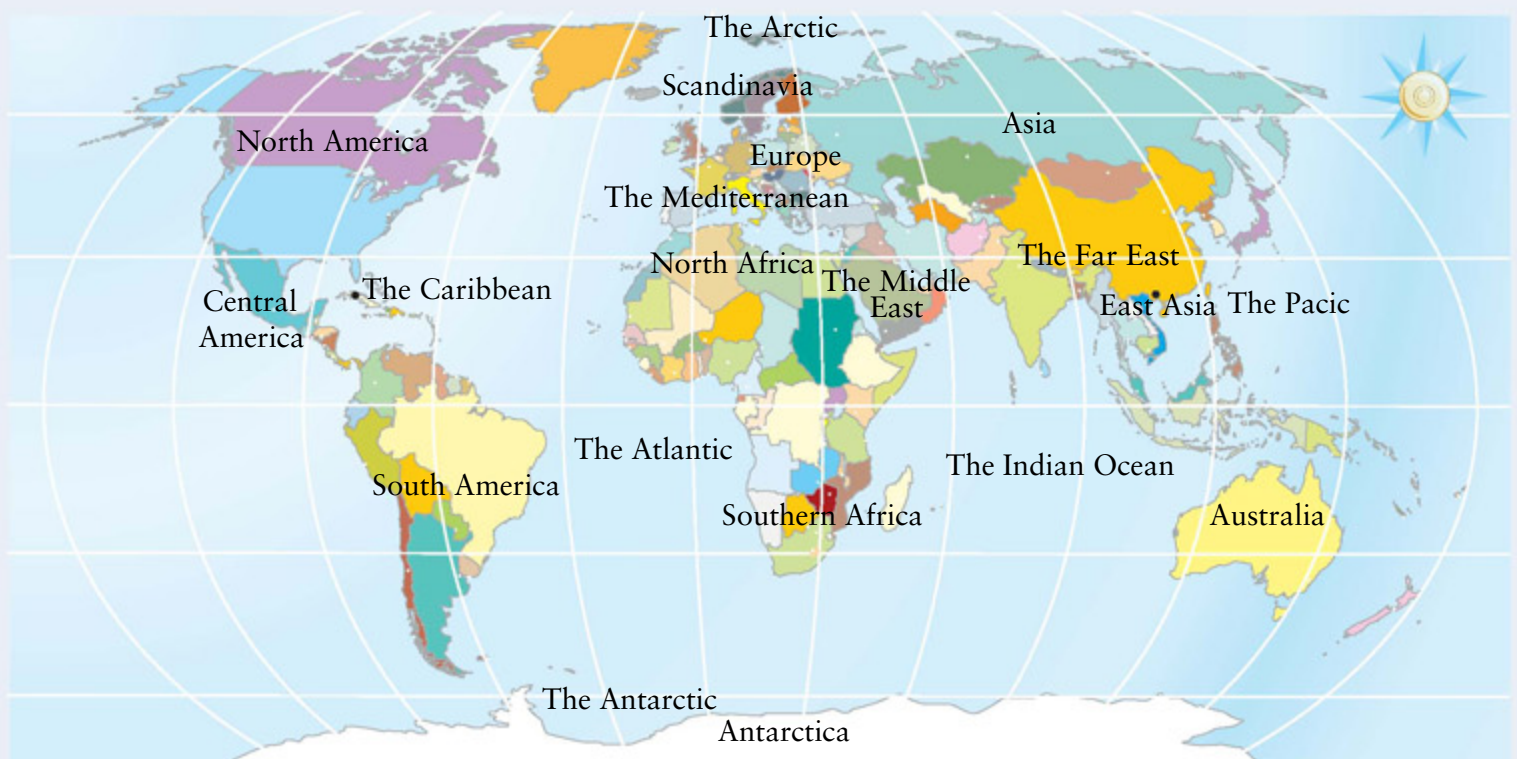 The Arctic
Scandinavia
Asia
North America
Europe
The Mediterranean
The Far East
North Africa
The Middle
East
The Caribbean
Central
America
East Asia
The Pacic
The Atlantic
The Indian Ocean
South America
Southern Africa
Australia
The Antarctic
Antarctica